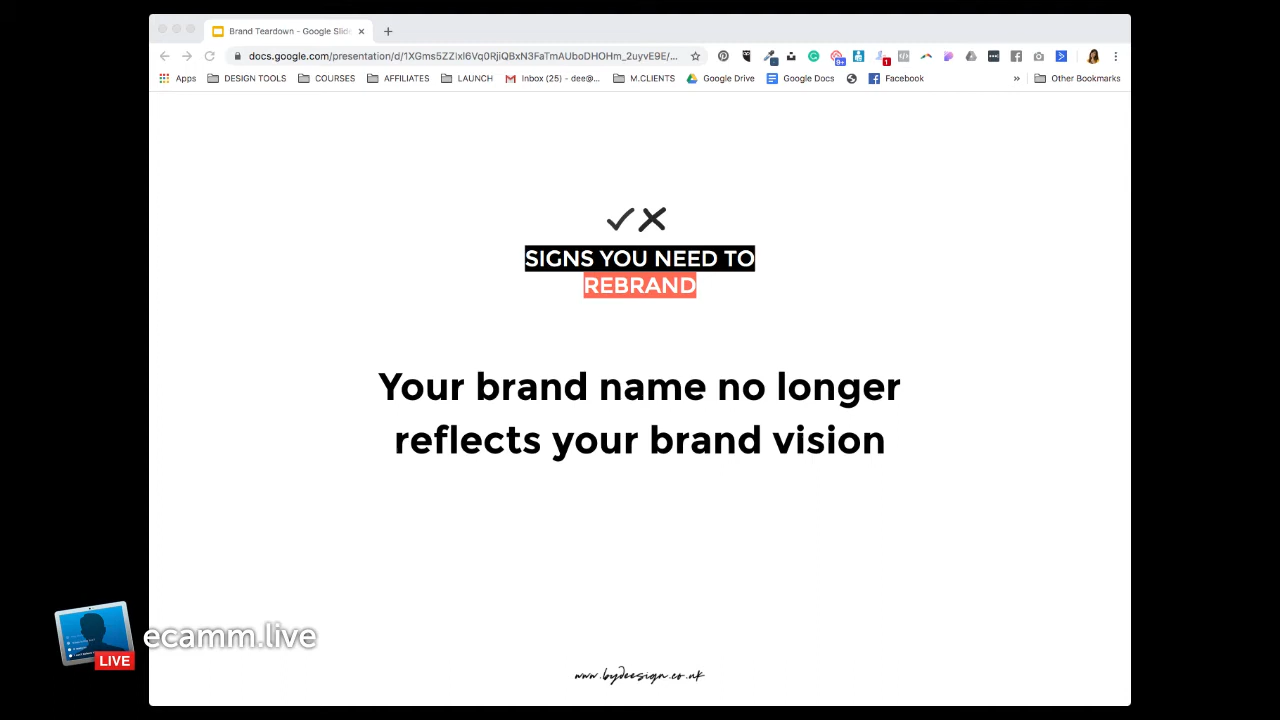 Brand Teardown - Google Slid
docs.google.com/presentation/d/1XGms5ZZlxl6Vq0RjiQBxN3FaTmAUboDHOHm_2uyvE9E/...
9+
1
Apps DESIGN TOOLS COURSES AFFILIATES LAUNCH Inbox (25) - dee@... M.CLIENTS Google Drive Google Docs Facebook » Other Bookmarks
SIGNS YOU NEED TO
REBRAND
Your brand name no longer
reflects your brand vision
ecamm.live
LIVE
www.bydeesign.co.uk